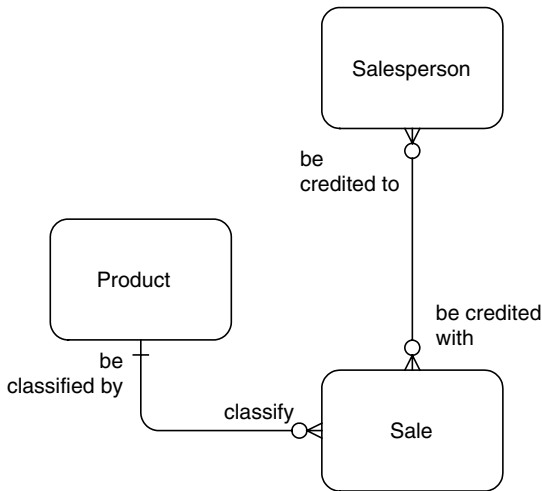 Salesperson
be
credited to
Product
be credited
with
be
classified by
classify
Sale